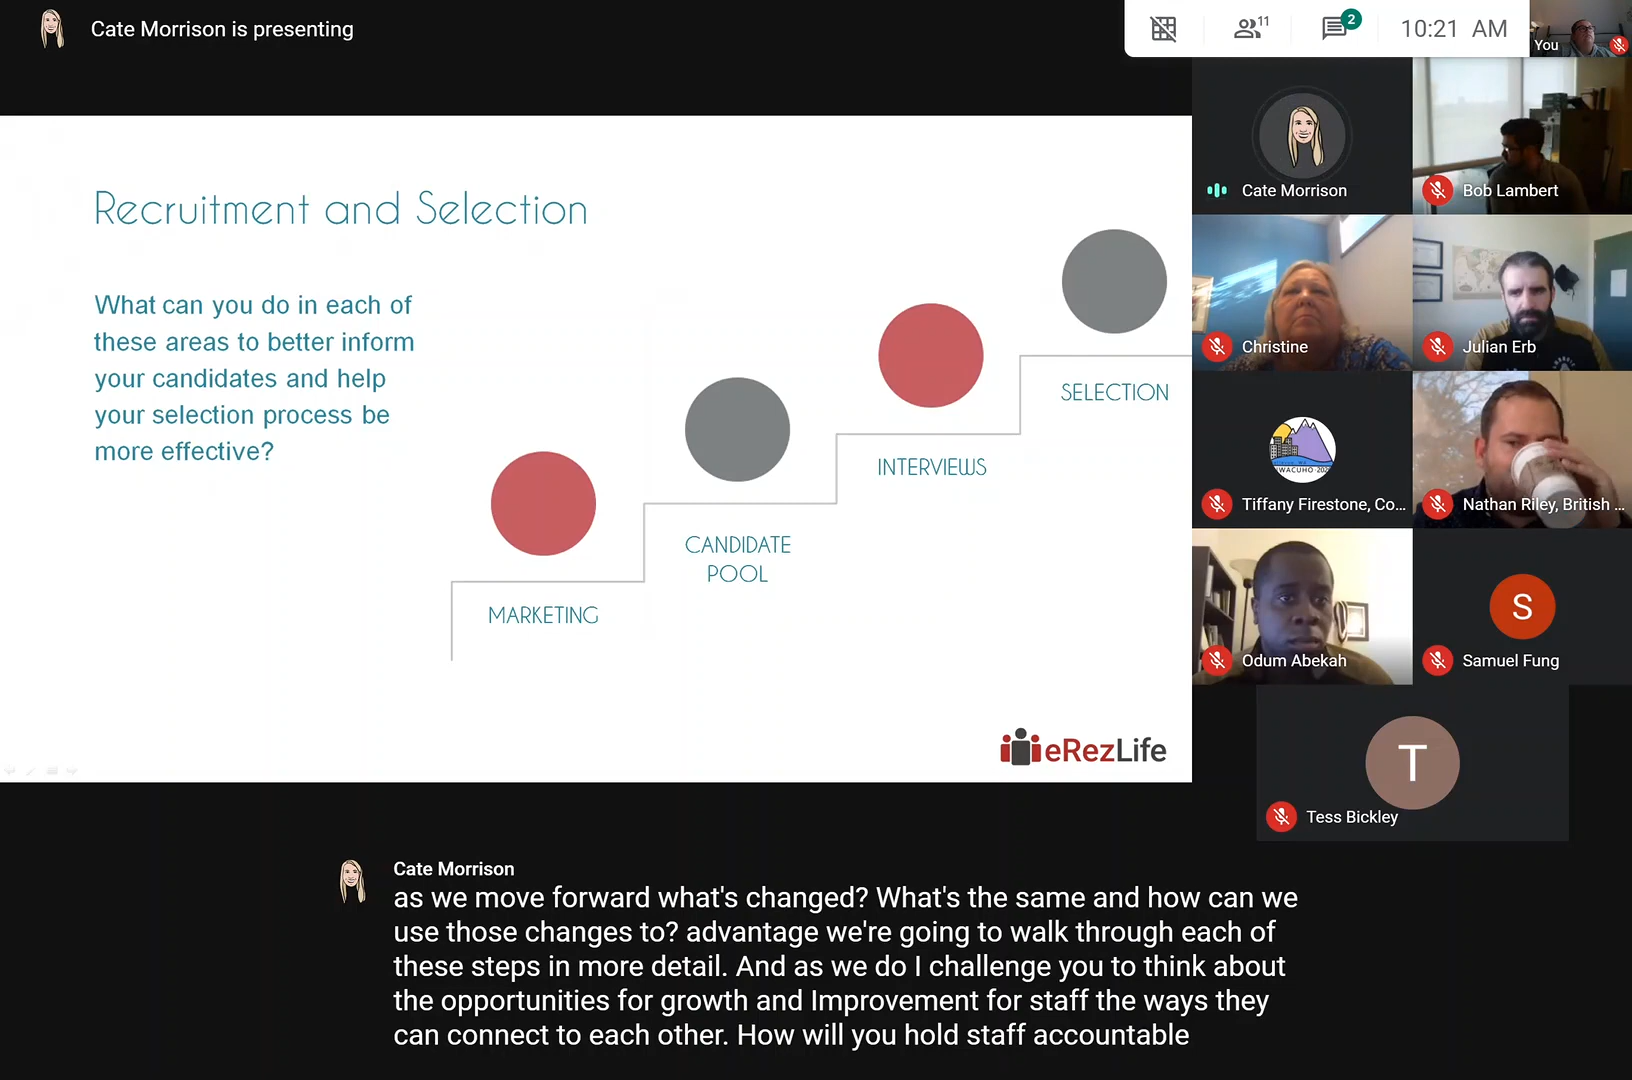 Cate Morrison is presenting
11
2
10:21 AM
You
Recruitment and Selection
What can you do in each of
these areas to better inform
your candidates and help
your selection process be
more effective?
MARKETING
CANDIDATE
POOL
INTERVIEWS
SELECTION
eRezLife
Cate Morrison
Bob Lambert
Christine
Julian Erb
Tiffany Firestone, Co...
Nathan Riley, British ...
Odum Abekah
S
Samuel Fung
T
Tess Bickley
Cate Morrison
as we move forward what's changed? What's the same and how can we
use those changes to? advantage we're going to walk through each of
these steps in more detail. And as we do I challenge you to think about
the opportunities for growth and Improvement for staff the ways they
can connect to each other. How will you hold staff accountable